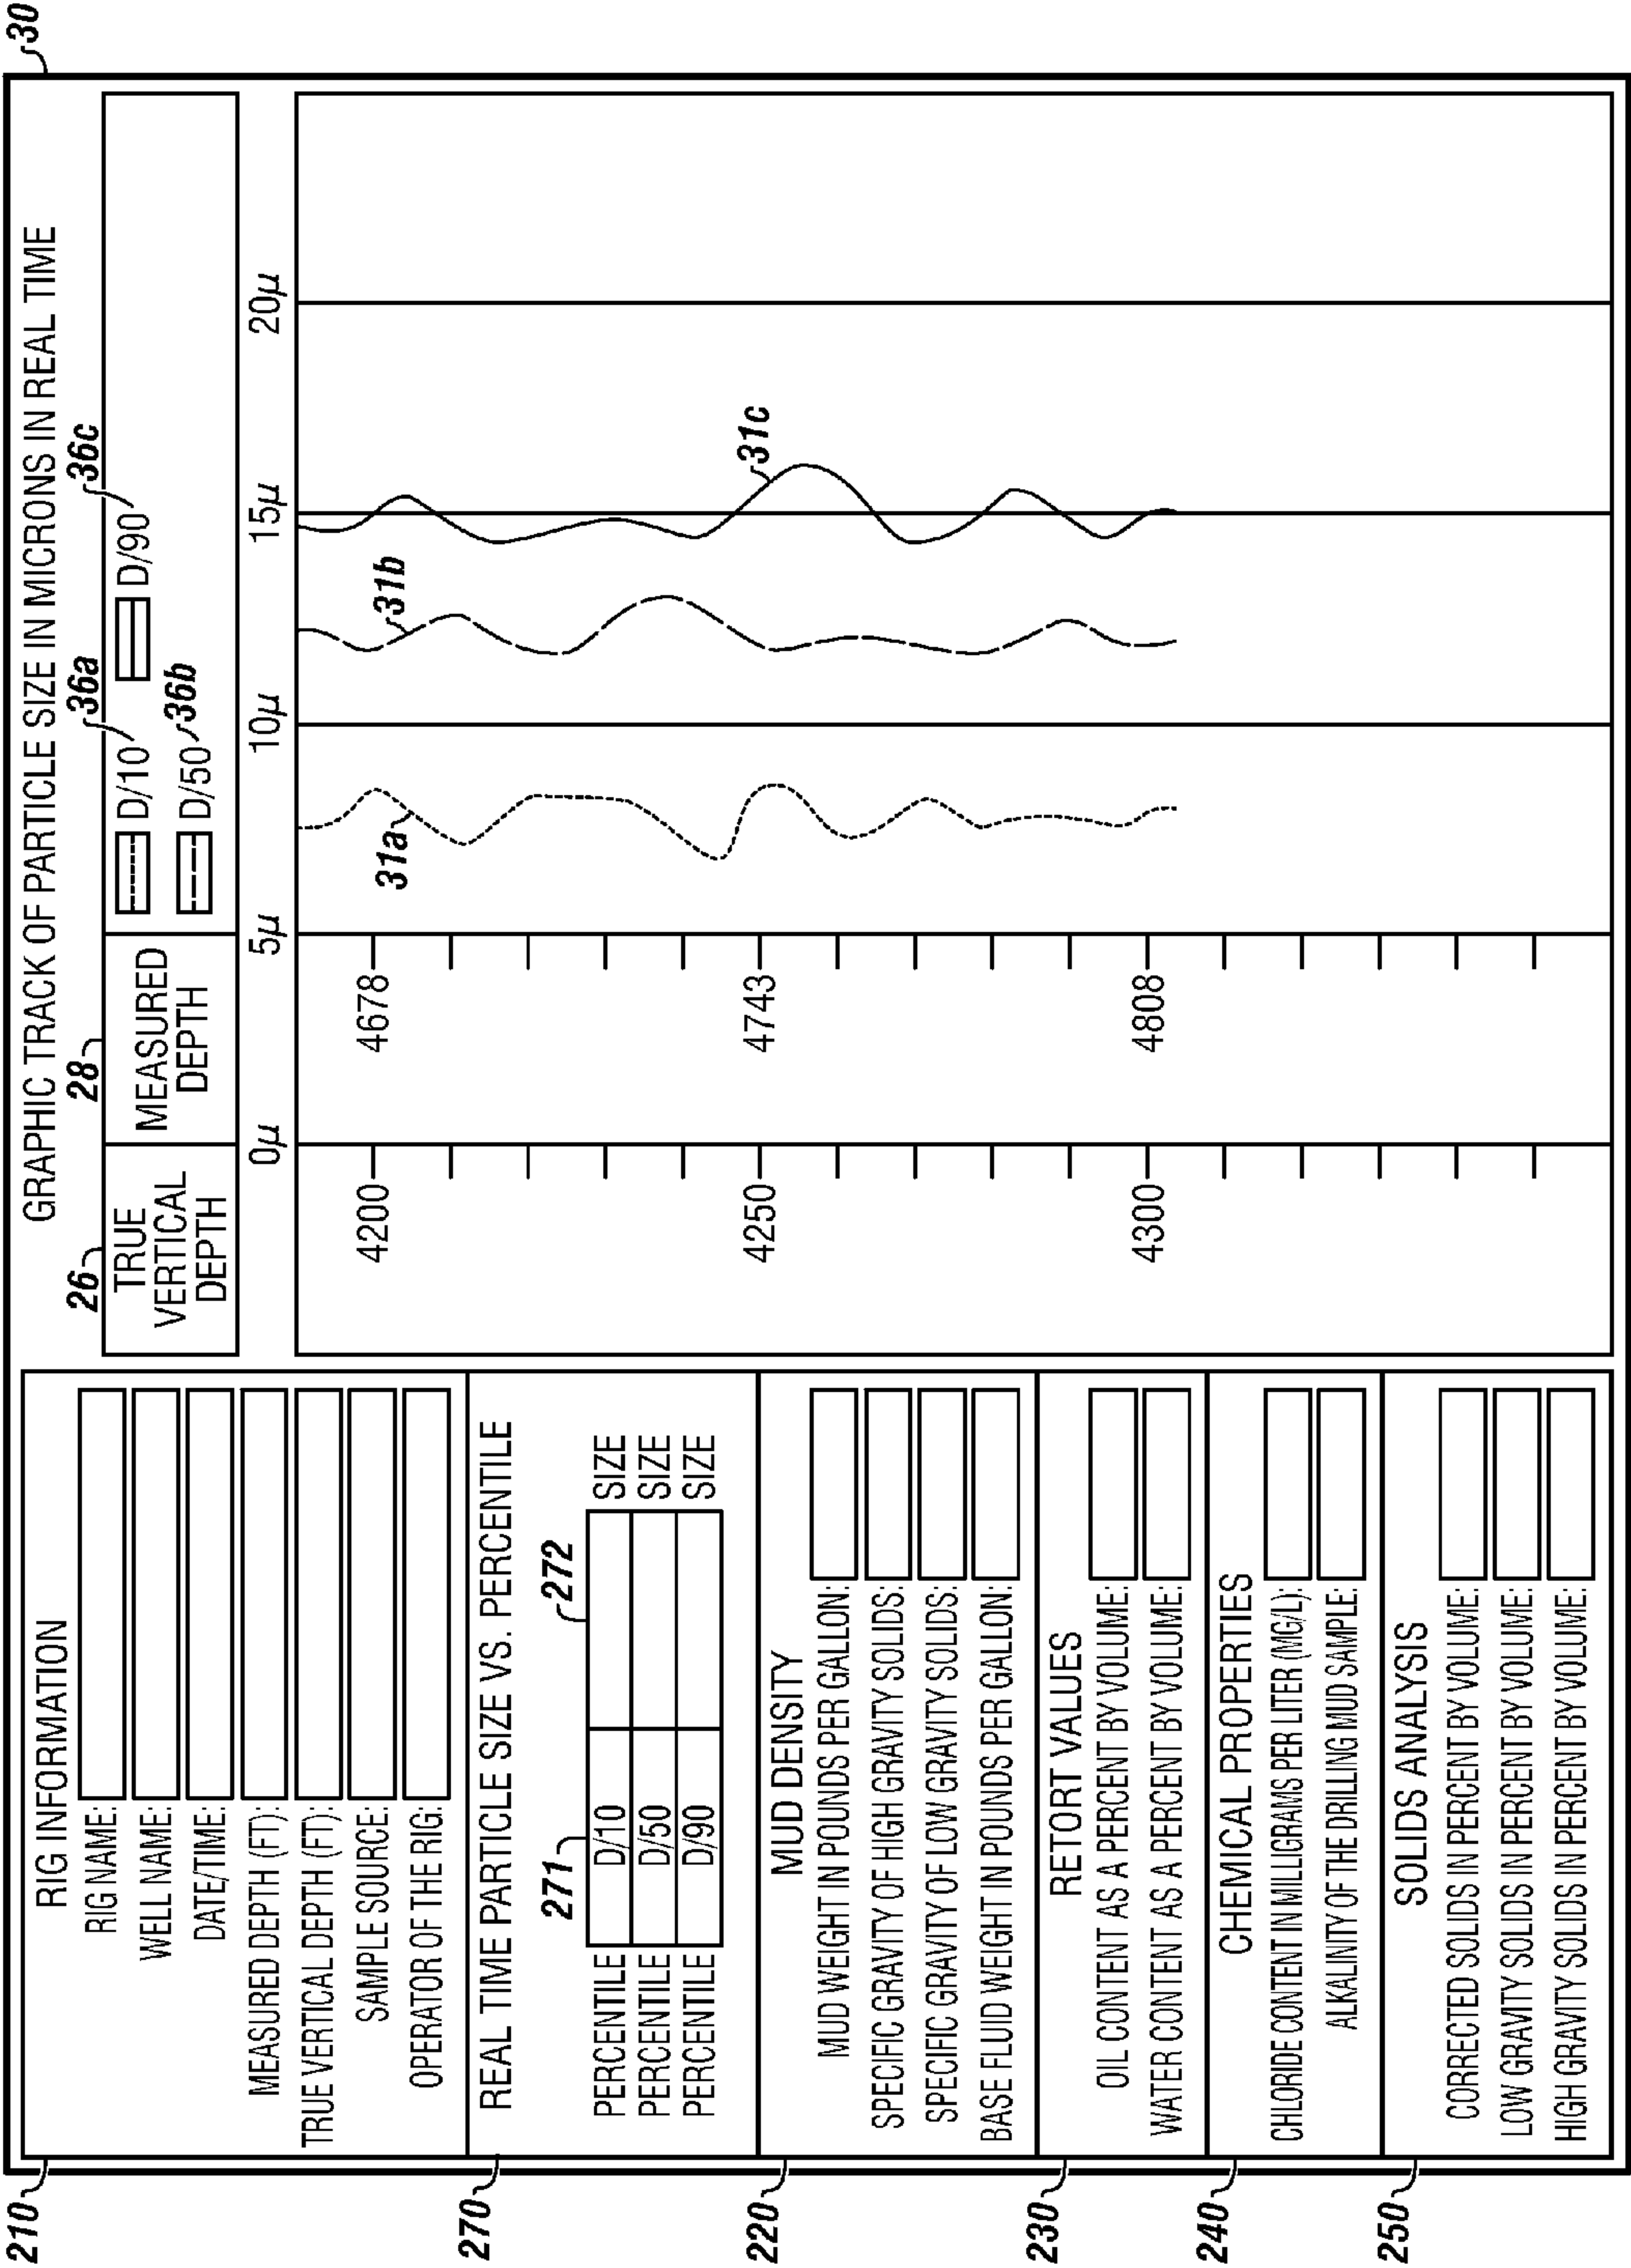 30
210
RIG INFORMATION
RIG NAME:
WELL NAME:
DATE/TIME:
MEASURED DEPTH (FT):
TRUE VERTICAL DEPTH (FT):
SAMPLE SOURCE:
OPERATOR OF THE RIG:
270
REAL TIME PARTICLE SIZE VS. PERCENTILE
271
272
PERCENTILE D/10 SIZE
PERCENTILE D/50 SIZE
PERCENTILE D/90 SIZE
220
MUD DENSITY
MUD WEIGHT IN POUNDS PER GALLON:
SPECIFIC GRAVITY OF HIGH GRAVITY SOLIDS:
SPECIFIC GRAVITY OF LOW GRAVITY SOLIDS:
BASE FLUID WEIGHT IN POUNDS PER GALLON:
230
RETORT VALUES
OIL CONTENT AS A PERCENT BY VOLUME:
WATER CONTENT AS A PERCENT BY VOLUME:
240
CHEMICAL PROPERTIES
CHLORIDE CONTENT IN MILLIGRAMS PER LITER (MG/L):
ALKALINITY OF THE DRILLING MUD SAMPLE:
250
SOLIDS ANALYSIS
CORRECTED SOLIDS IN PERCENT BY VOLUME:
LOW GRAVITY SOLIDS IN PERCENT BY VOLUME:
HIGH GRAVITY SOLIDS IN PERCENT BY VOLUME:
GRAPHIC TRACK OF PARTICLE SIZE IN MICRONS IN REAL TIME
26
28
36a
36c
TRUE
VERTICAL
DEPTH
MEASURED
DEPTH
D/10
D/90
D/50
36b
0µ 5µ 10µ 15µ 20µ
4200 4678
31a
31b
4250 4743
31c
4300 4808